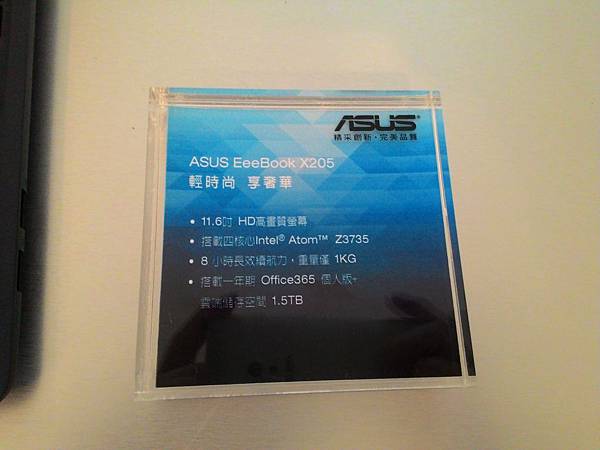 ASUS
精采創新·完美品質
ASUS EeeBook X205
輕時尚 享奢華
• 11.6吋 HD高畫質螢幕
• 搭載四核心Intel® Atom™ Z3735
• 8 小時長效續航力，重量僅 1KG
• 搭載一年期 Office365 個人版+
雲端儲存空間 1.5TB